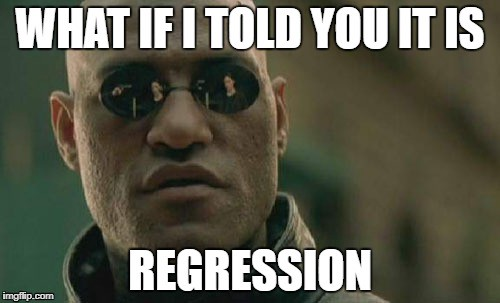 WHAT IF I TOLD YOU IT IS
REGRESSION
imgflip.com